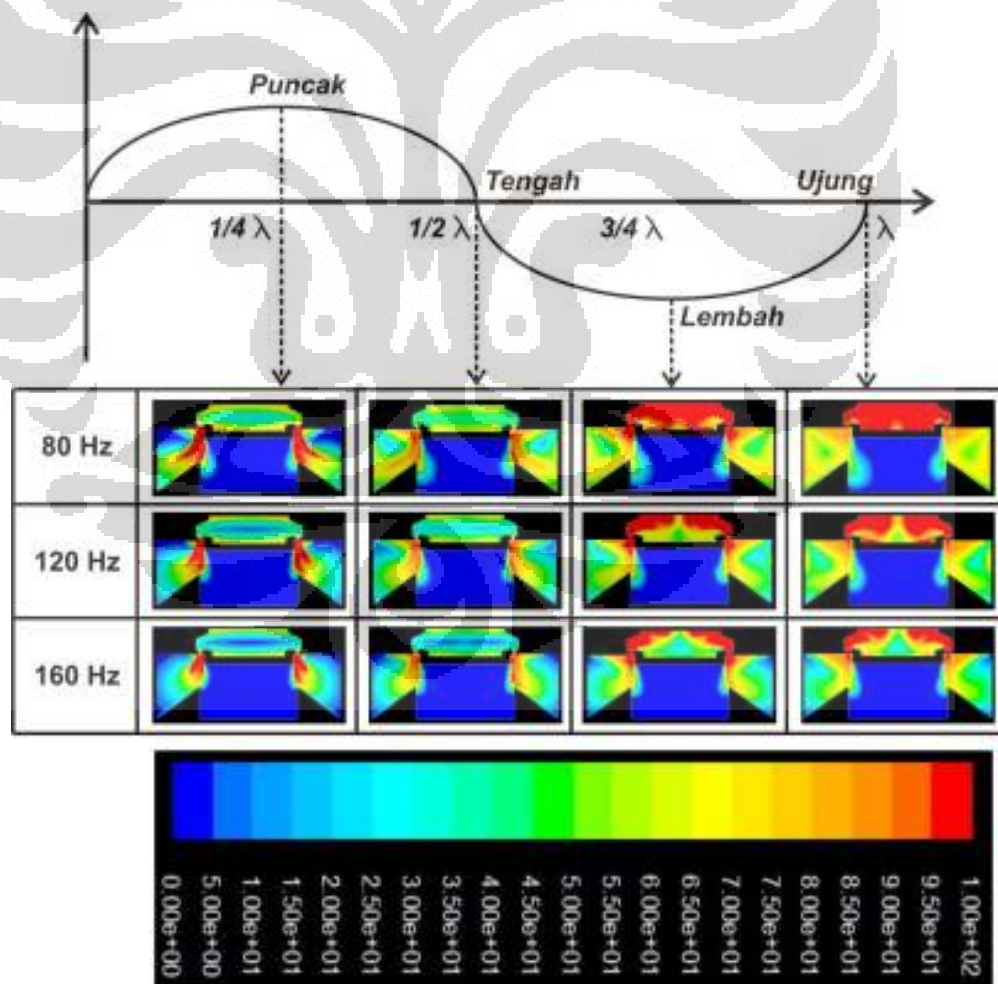 Puncak
Tengah
Ujung
1/4 λ
1/2 λ
3/4 λ
λ
Lembah
80 Hz
120 Hz
160 Hz
0.00e+00
5.00e+00
1.00e+01
1.50e+01
2.00e+01
2.50e+01
3.00e+01
3.50e+01
4.00e+01
4.50e+01
5.00e+01
5.50e+01
6.00e+01
6.50e+01
7.00e+01
7.50e+01
8.00e+01
8.50e+01
9.00e+01
9.50e+01
1.00e+02